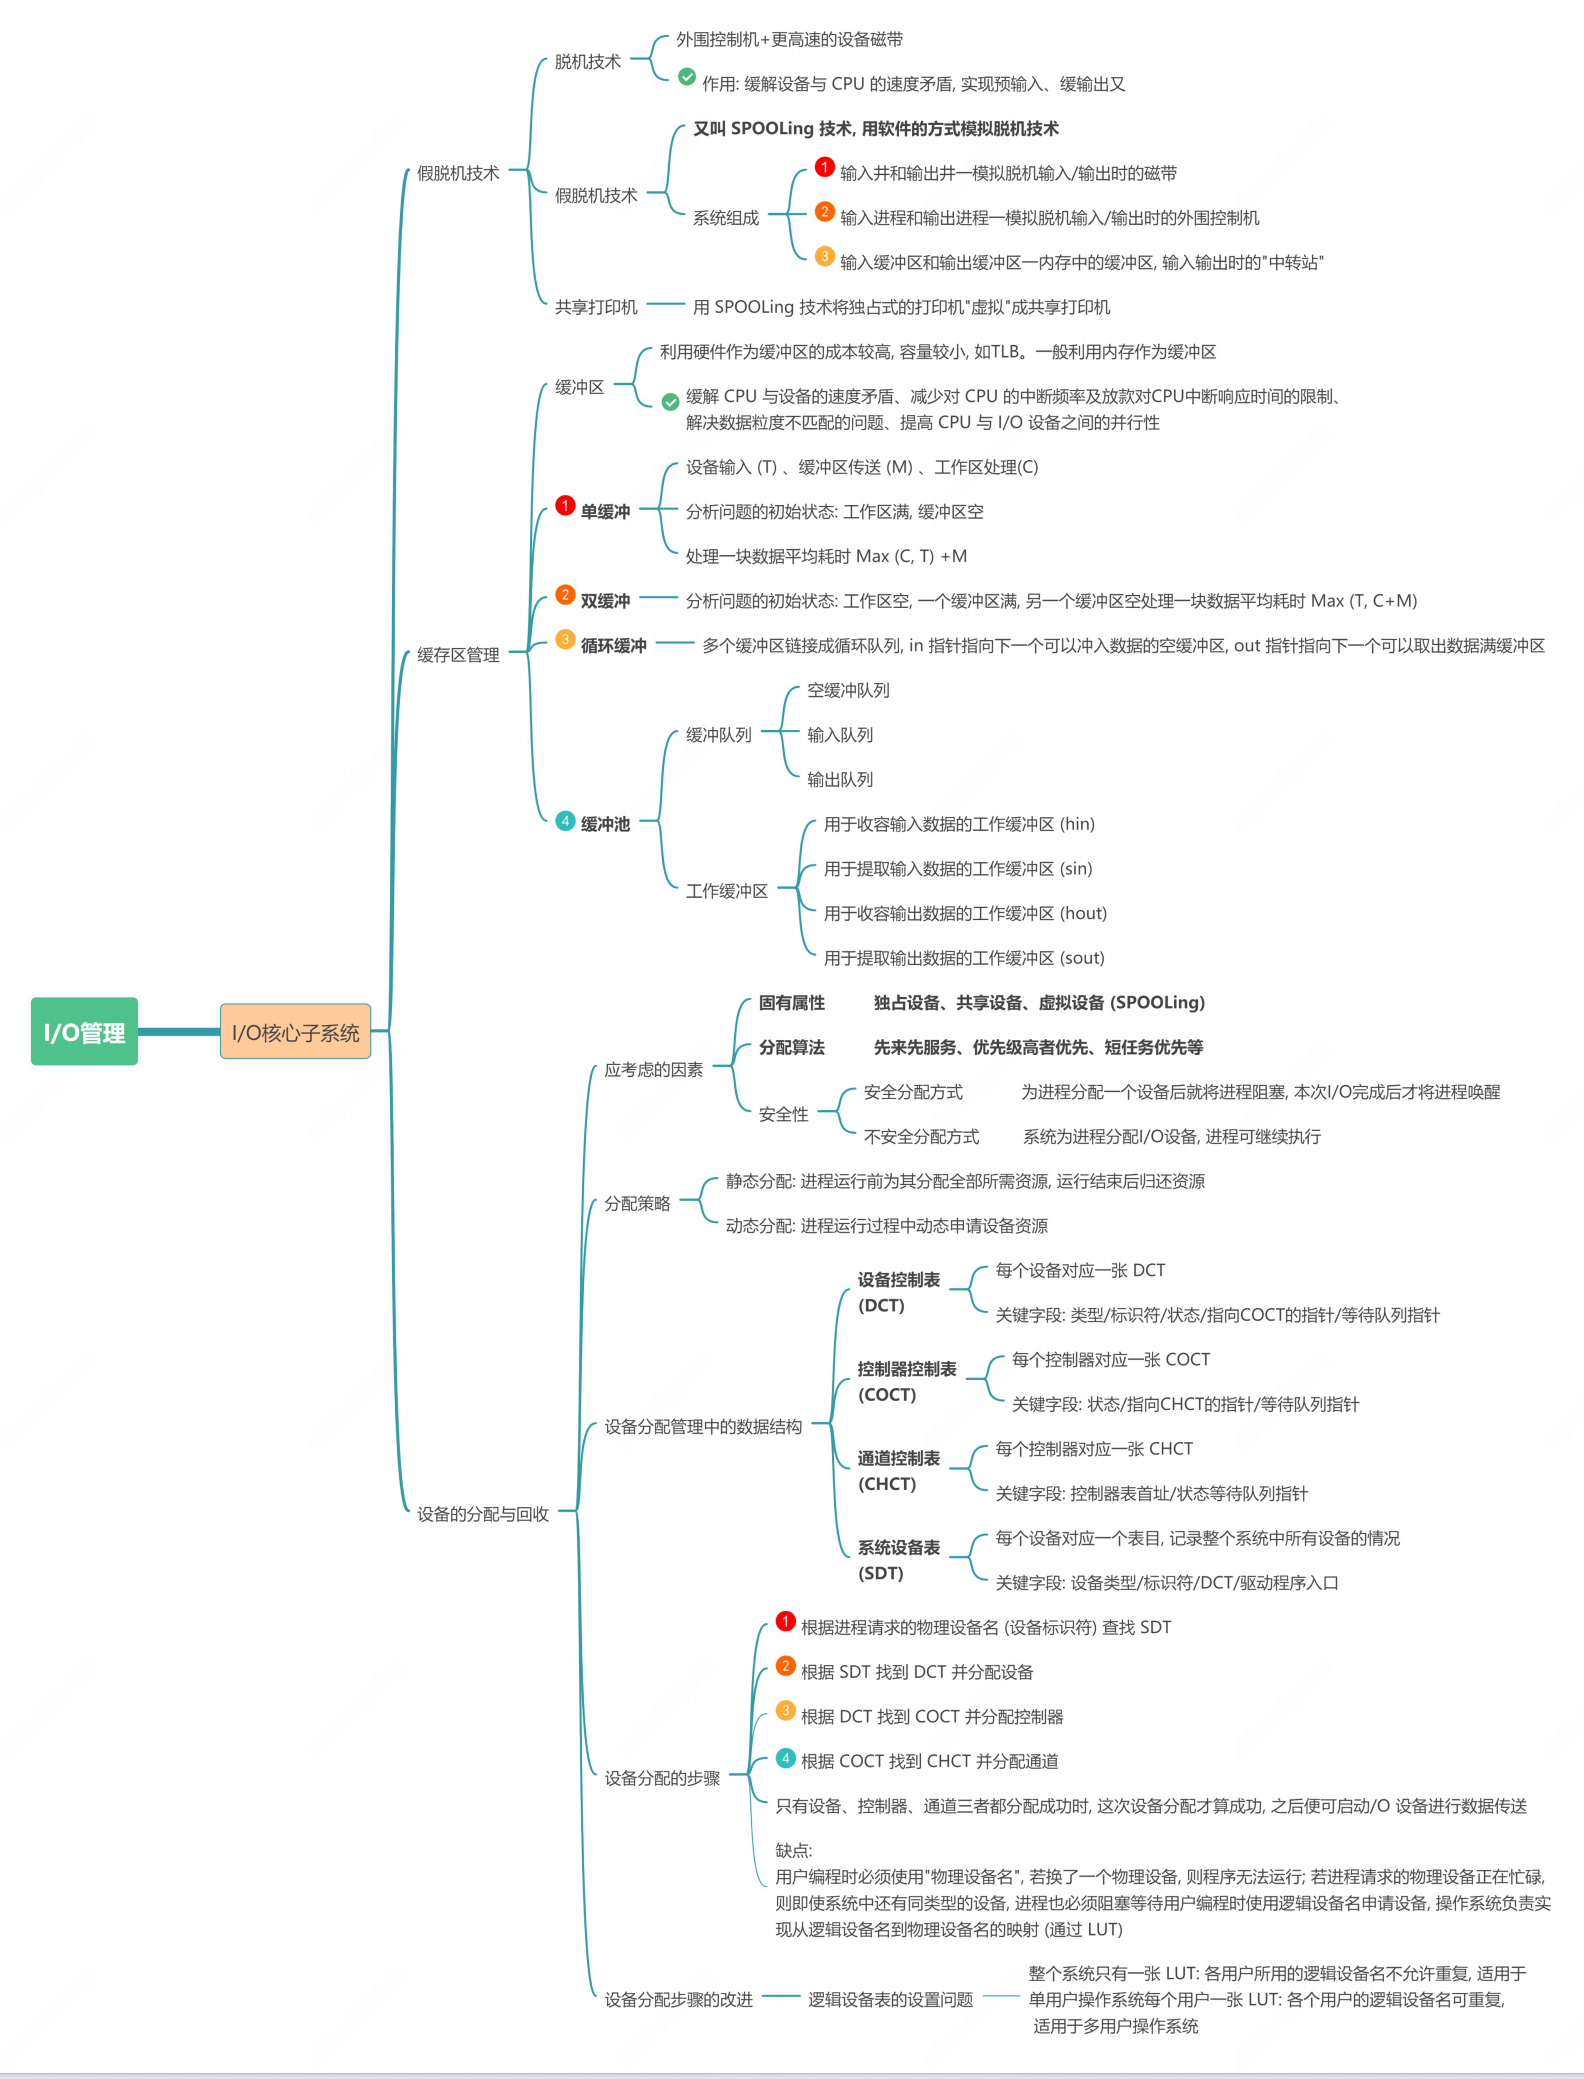 外围控制机+更高速的设备磁带
脱机技术
作用: 缓解设备与 CPU 的速度矛盾, 实现预输入、缓输出又
又叫 SPOOLing 技术, 用软件的方式模拟脱机技术
假脱机技术
1 输入井和输出井一模拟脱机输入/输出时的磁带
假脱机技术
系统组成
2 输入进程和输出进程一模拟脱机输入/输出时的外围控制机
3 输入缓冲区和输出缓冲区一内存中的缓冲区, 输入输出时的"中转站"
共享打印机
用 SPOOLing 技术将独占式的打印机"虚拟"成共享打印机
利用硬件作为缓冲区的成本较高, 容量较小, 如TLB。一般利用内存作为缓冲区
缓冲区
缓解 CPU 与设备的速度矛盾、减少对 CPU 的中断频率及放款对CPU中断响应时间的限制、
解决数据粒度不匹配的问题、提高 CPU 与 I/O 设备之间的并行性
设备输入 (T) 、缓冲区传送 (M) 、工作区处理(C)
1 单缓冲
分析问题的初始状态: 工作区满, 缓冲区空
处理一块数据平均耗时 Max (C, T) +M
2 双缓冲
分析问题的初始状态: 工作区空, 一个缓冲区满, 另一个缓冲区空处理一块数据平均耗时 Max (T, C+M)
缓存区管理
3 循环缓冲
多个缓冲区链接成循环队列, in 指针指向下一个可以冲入数据的空缓冲区, out 指针指向下一个可以取出数据满缓冲区
空缓冲队列
缓冲队列
输入队列
输出队列
4 缓冲池
用于收容输入数据的工作缓冲区 (hin)
用于提取输入数据的工作缓冲区 (sin)
工作缓冲区
用于收容输出数据的工作缓冲区 (hout)
用于提取输出数据的工作缓冲区 (sout)
I/O管理
I/O核心子系统
固有属性
独占设备、共享设备、虚拟设备 (SPOOLing)
分配算法
先来先服务、优先级高者优先、短任务优先等
应考虑的因素
安全性
安全分配方式
为进程分配一个设备后就将进程阻塞, 本次I/O完成后才将进程唤醒
不安全分配方式
系统为进程分配I/O设备, 进程可继续执行
静态分配: 进程运行前为其分配全部所需资源, 运行结束后归还资源
分配策略
动态分配: 进程运行过程中动态申请设备资源
设备控制表
(DCT)
每个设备对应一张 DCT
关键字段: 类型/标识符/状态/指向COCT的指针/等待队列指针
控制器控制表
(COCT)
每个控制器对应一张 COCT
关键字段: 状态/指向CHCT的指针/等待队列指针
设备分配管理中的数据结构
通道控制表
(CHCT)
每个控制器对应一张 CHCT
关键字段: 控制器表首址/状态等待队列指针
设备的分配与回收
系统设备表
(SDT)
每个设备对应一个表目, 记录整个系统中所有设备的情况
关键字段: 设备类型/标识符/DCT/驱动程序入口
1 根据进程请求的物理设备名 (设备标识符) 查找 SDT
2 根据 SDT 找到 DCT 并分配设备
3 根据 DCT 找到 COCT 并分配控制器
4 根据 COCT 找到 CHCT 并分配通道
设备分配的步骤
只有设备、控制器、通道三者都分配成功时, 这次设备分配才算成功, 之后便可启动/O 设备进行数据传送
缺点:
用户编程时必须使用"物理设备名", 若换了一个物理设备, 则程序无法运行; 若进程请求的物理设备正在忙碌,
则即使系统中还有同类型的设备, 进程也必须阻塞等待用户编程时使用逻辑设备名申请设备, 操作系统负责实
现从逻辑设备名到物理设备名的映射 (通过 LUT)
设备分配步骤的改进
逻辑设备表的设置问题
整个系统只有一张 LUT: 各用户所用的逻辑设备名不允许重复, 适用于
单用户操作系统每个用户一张 LUT: 各个用户的逻辑设备名可重复,
适用于多用户操作系统